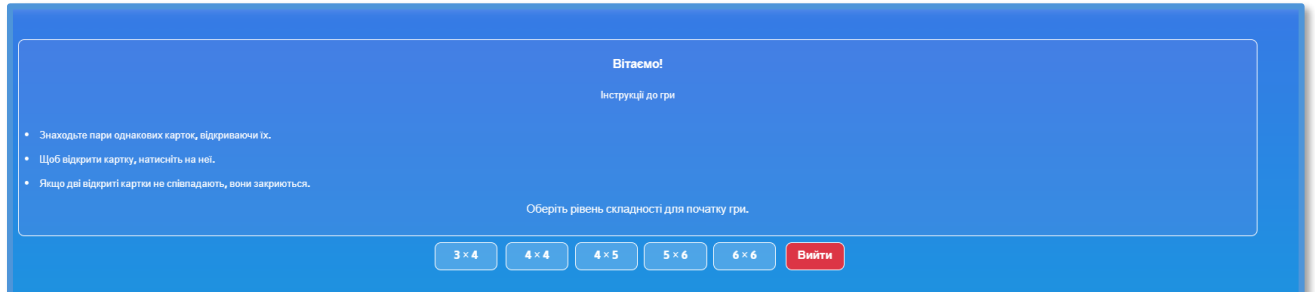 Вітаємо!
Інструкції до гри
• Знаходьте пари однакових карток, відкриваючи їх.
• Щоб відкрити картку, натисніть на неї.
• Якщо дві відкриті картки не співпадають, вони закриються.
Оберіть рівень складності для початку гри.
3 × 4 4 × 4 4 × 5 5 × 6 6 × 6 Вийти